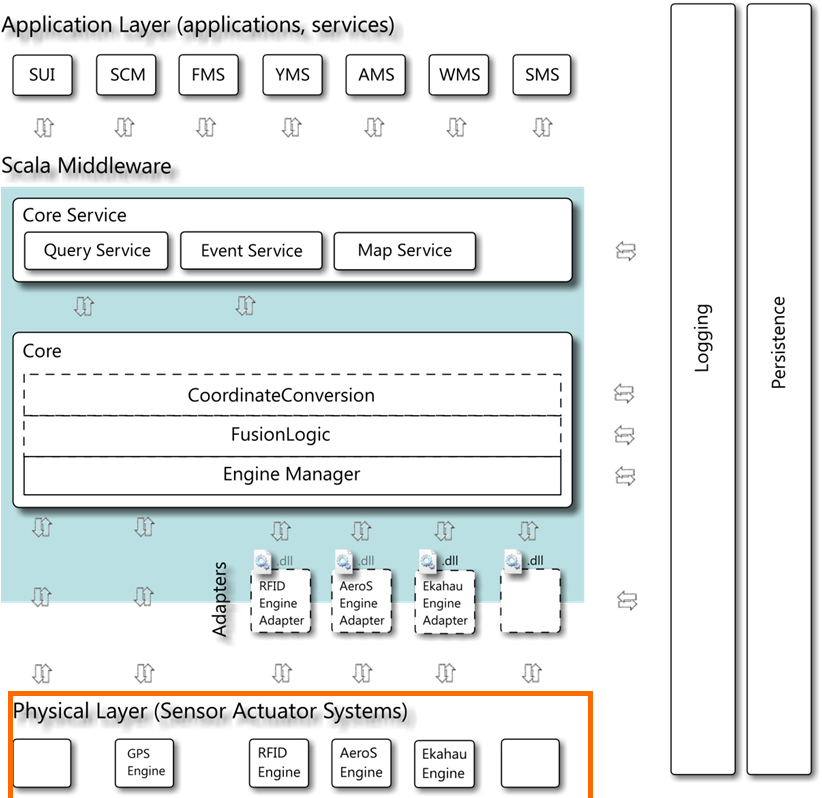 Application Layer (applications, services)
SUI
SCM
FMS
YMS
AMS
WMS
SMS
Scala Middleware
Core Service
Query Service
Event Service
Map Service
Core
CoordinateConversion
FusionLogic
Engine Manager
Adapters
.dll
RFID
Engine
Adapter
.dll
AeroS
Engine
Adapter
.dll
Ekahau
Engine
Adapter
.dll
Physical Layer (Sensor Actuator Systems)
GPS
Engine
RFID
Engine
AeroS
Engine
Ekahau
Engine
Logging
Persistence